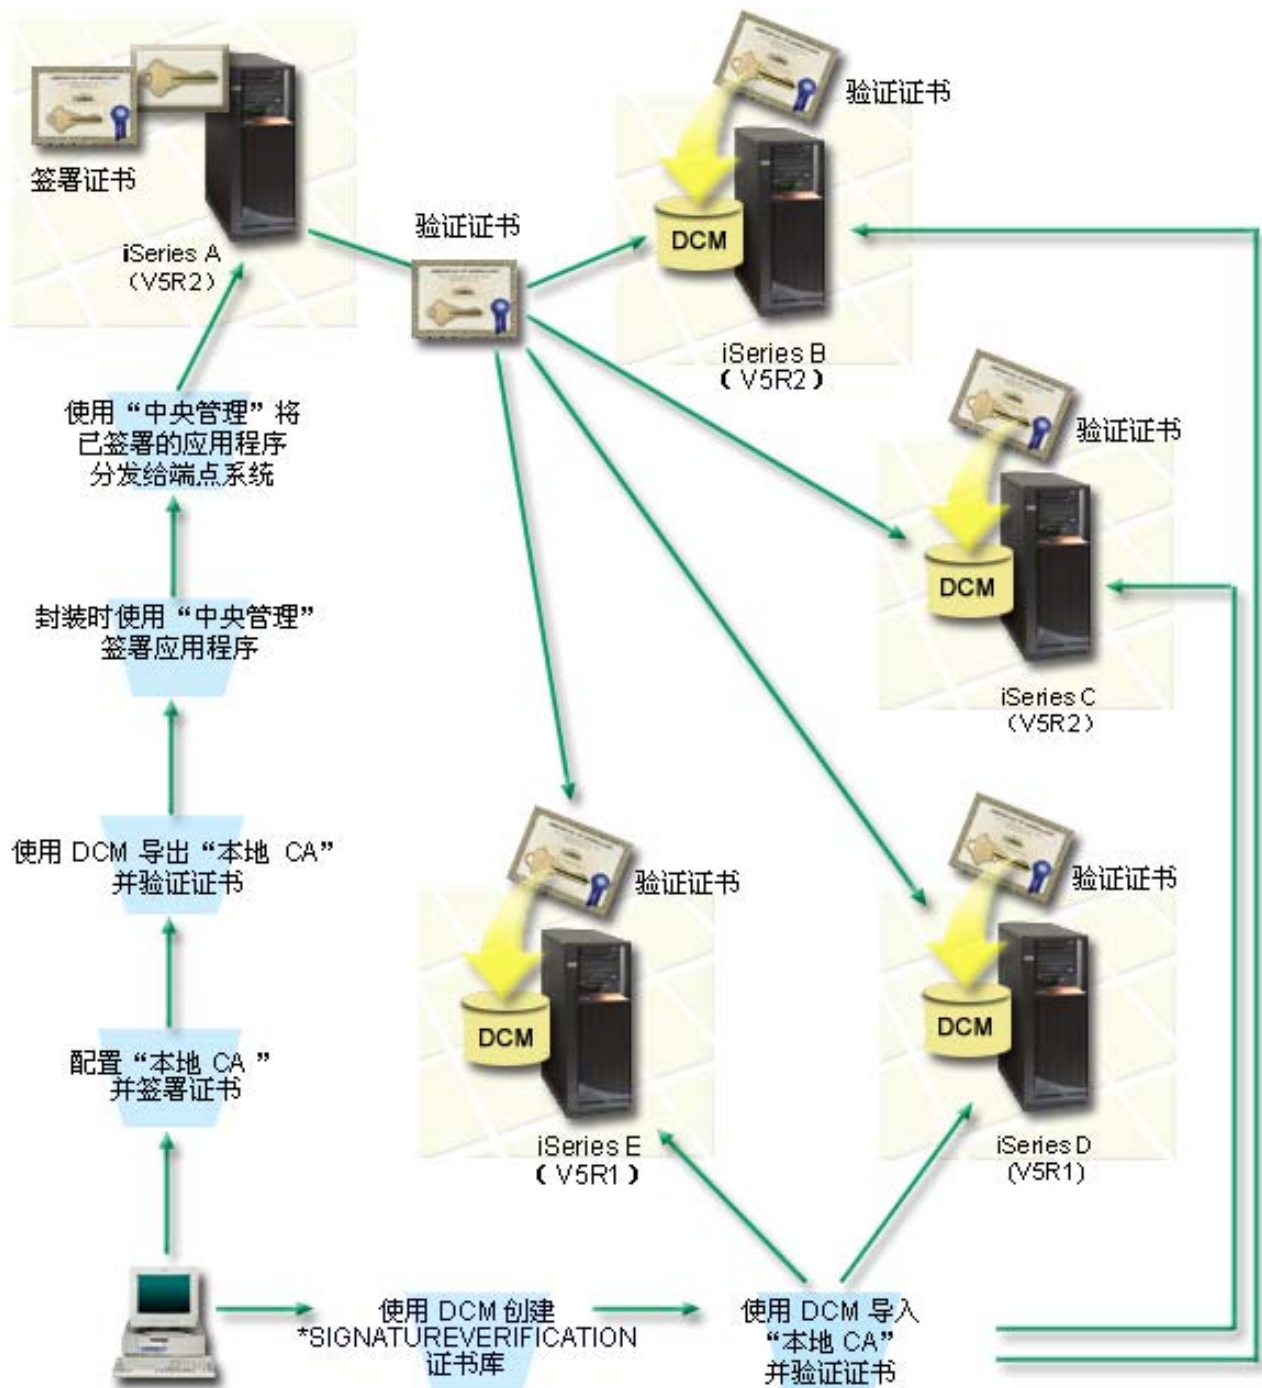 验证证书
签署证书
iSeries A
（V5R2）
验证证书
DCM
iSeries B
（V5R2）
使用“中央管理”将
已签署的应用程序
分发给端点系统
验证证书
DCM
iSeries C
（V5R2）
封装时使用“中央管理”
签署应用程序
使用 DCM 导出“本地 CA”
并验证证书
验证证书
DCM
iSeries E
（V5R1）
验证证书
DCM
iSeries D
(V5R1)
配置“本地 CA ”
并签署证书
使用 DCM 创建
*SIGNATUREVERIFICATION
证书库
使用 DCM 导入
“本地 CA”
并验证证书